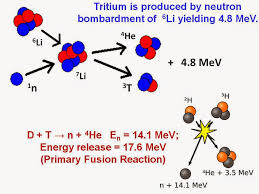 Tritium is produced by neutron
bombardment of ⁶Li yielding 4.8 MeV.
⁶Li
⁴He
⁷Li
+ 4.8 MeV
¹n
³T
D + T → n + ⁴He Eₙ = 14.1 MeV;
Energy release = 17.6 MeV
(Primary Fusion Reaction)
²H
³H
⁴He + 3.5 MeV
n + 14.1 MeV